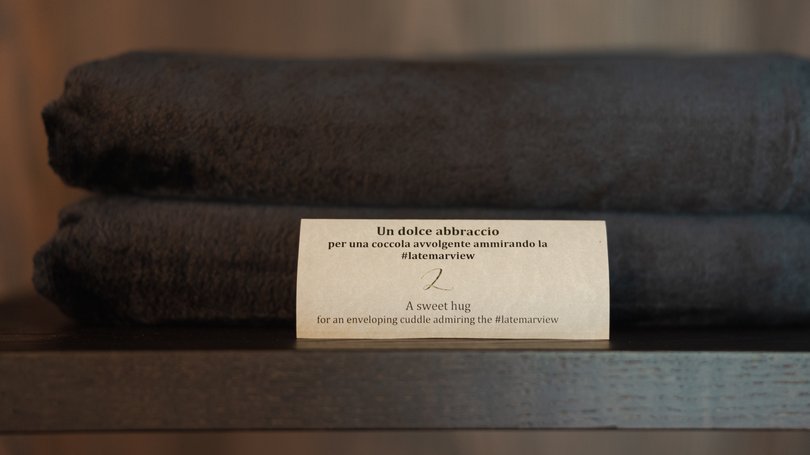 Un dolce abbraccio
per una coccola avvolgente ammirando la
#latemarview
A sweet hug
for an enveloping cuddle admiring the #latemarview